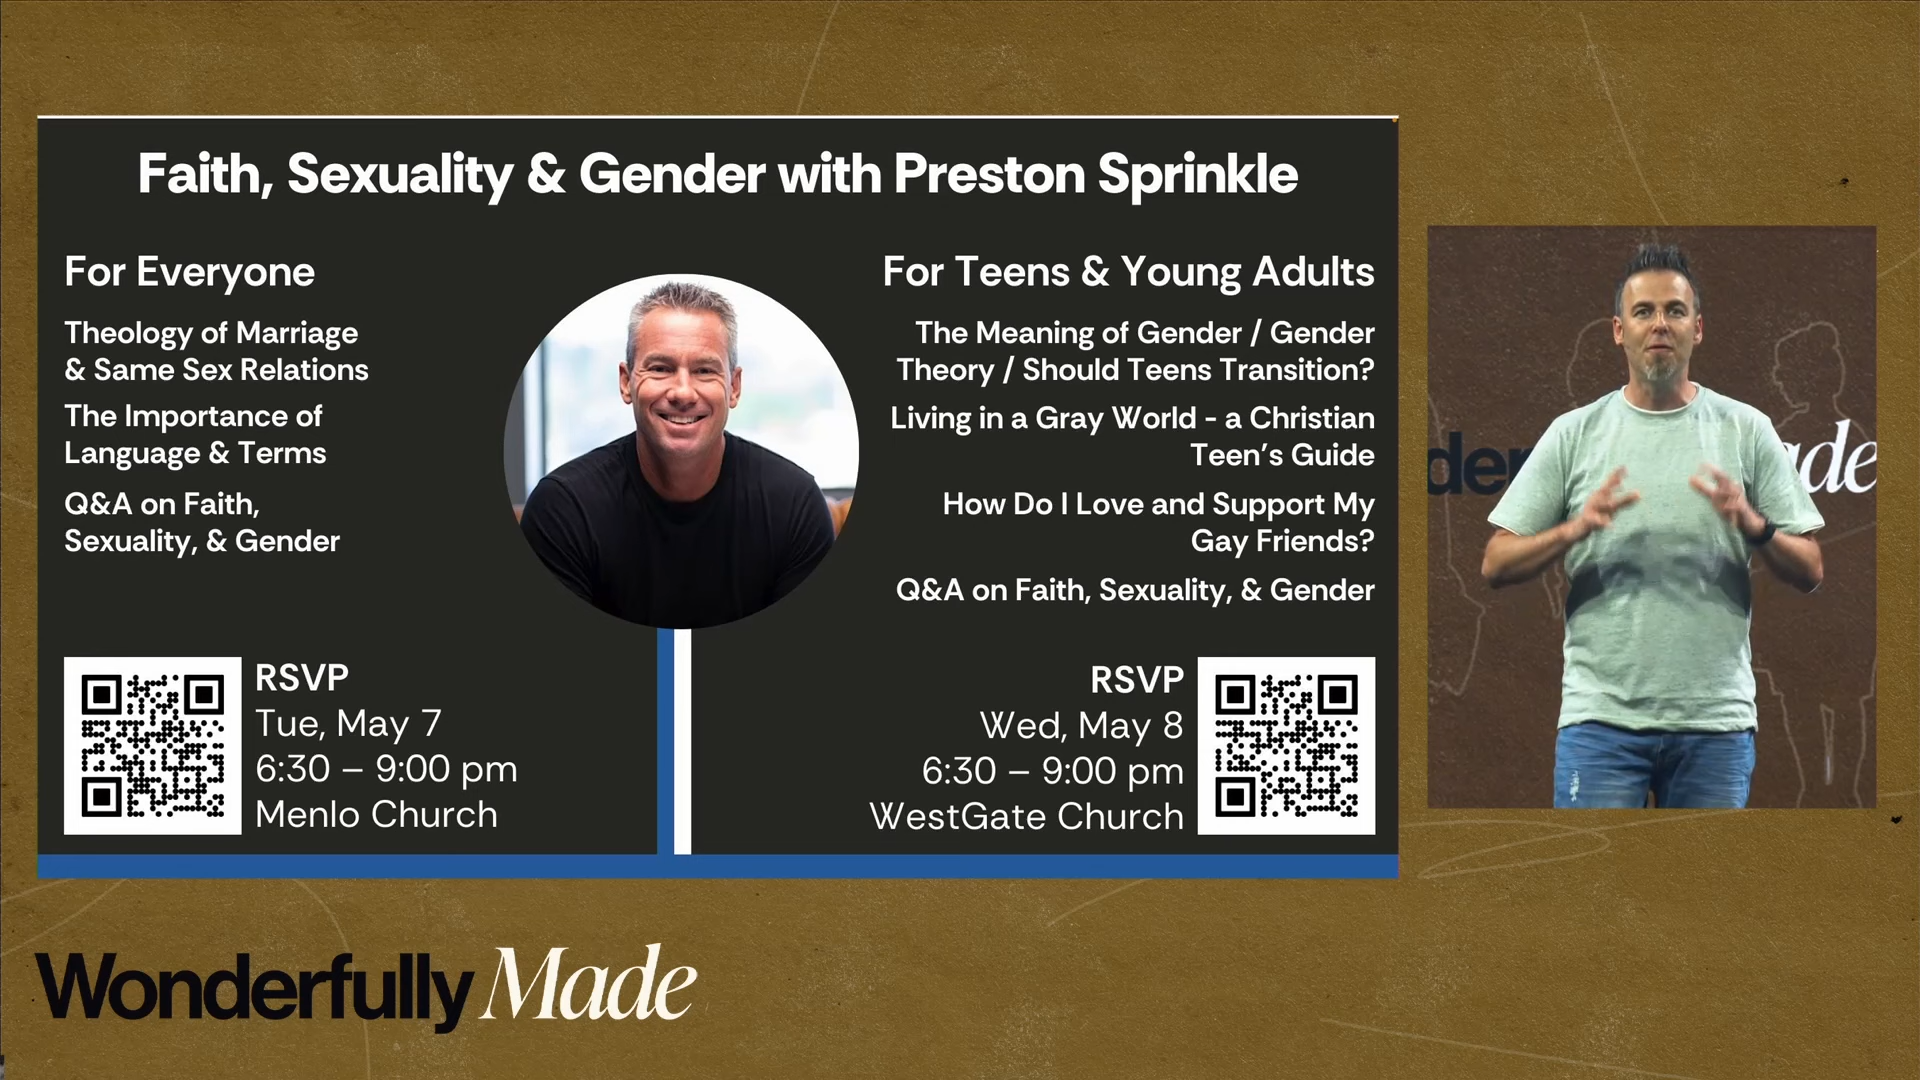 Faith, Sexuality & Gender with Preston Sprinkle
For Everyone
Theology of Marriage
& Same Sex Relations
The Importance of
Language & Terms
Q&A on Faith,
Sexuality, & Gender
RSVP
Tue, May 7
6:30 – 9:00 pm
Menlo Church
For Teens & Young Adults
The Meaning of Gender / Gender
Theory / Should Teens Transition?
Living in a Gray World - a Christian
Teen's Guide
How Do I Love and Support My
Gay Friends?
Q&A on Faith, Sexuality, & Gender
RSVP
Wed, May 8
6:30 – 9:00 pm
WestGate Church
der ade
Wonderfully Made